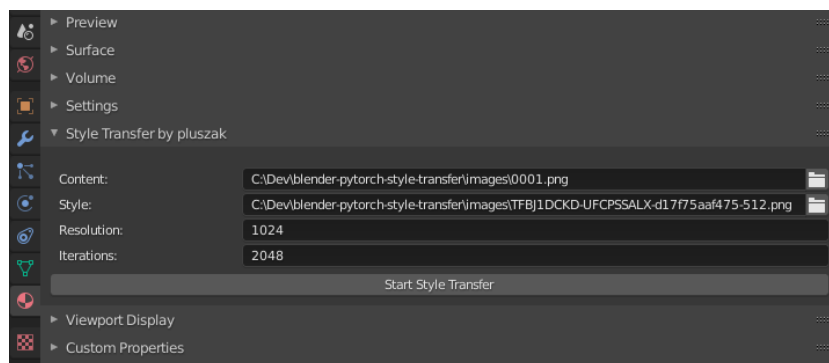 Preview
Surface
Volume
Settings
Style Transfer by pluszak
Content: C:\Dev\blender-pytorch-style-transfer\images\0001.png
Style: C:\Dev\blender-pytorch-style-transfer\images\TFBJ1DCKD-UFCPSSALX-d17f75aaf475-512.png
Resolution: 1024
Iterations: 2048
Start Style Transfer
Viewport Display
Custom Properties